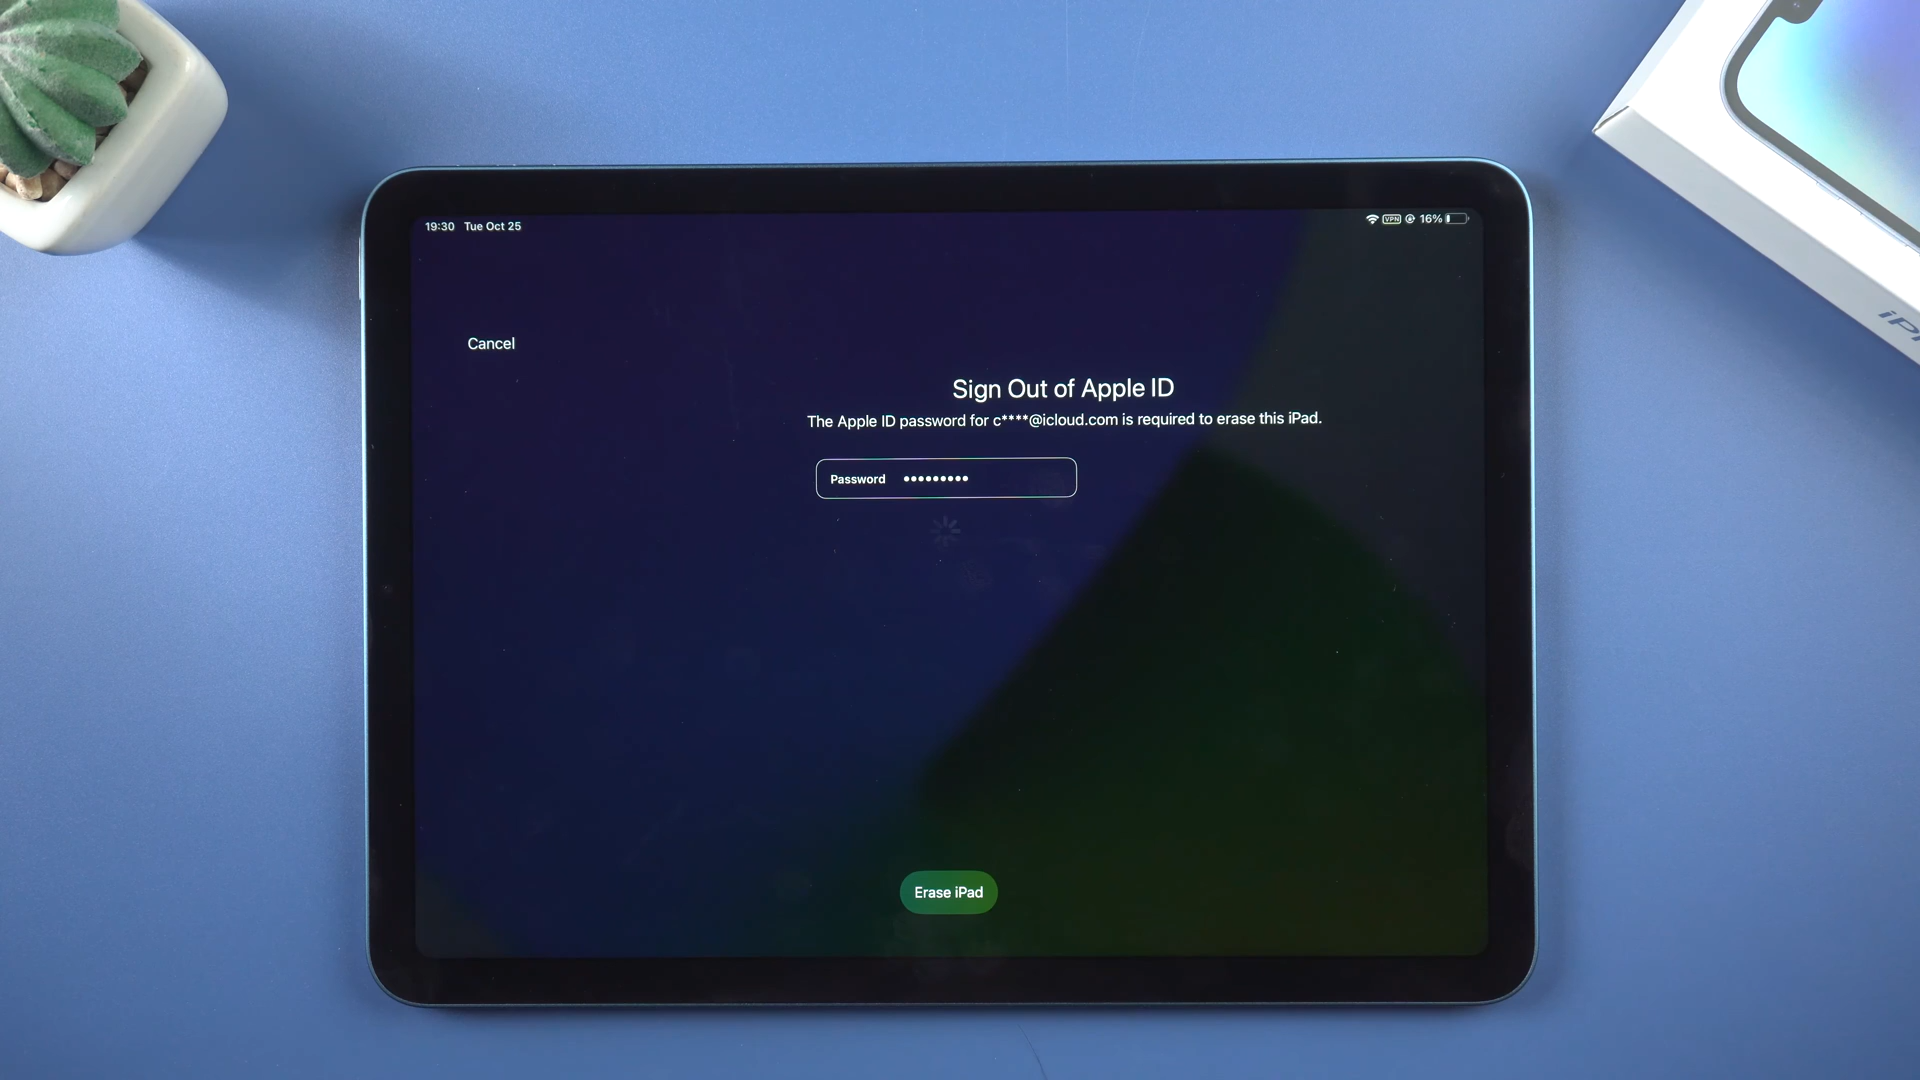 19:30 Tue Oct 25
VPN 16%
Cancel
Sign Out of Apple ID
The Apple ID password for c****@icloud.com is required to erase this iPad.
Password •••••••••
Erase iPad